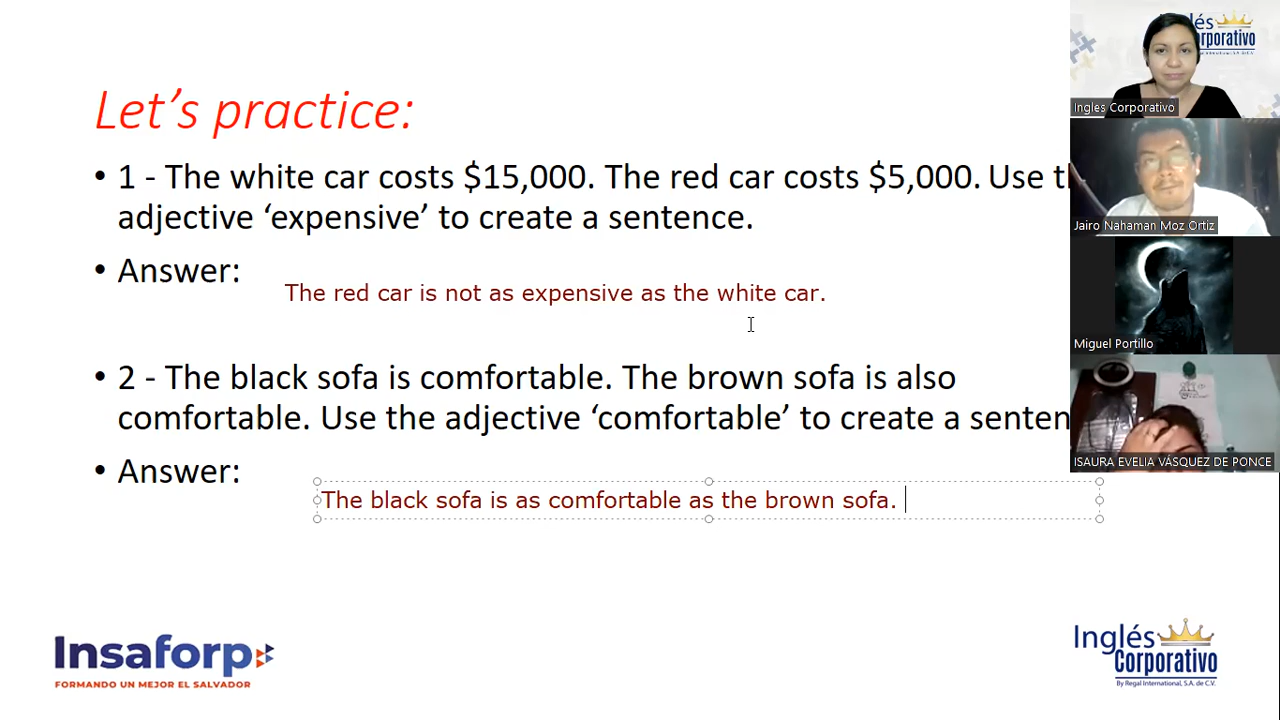 Let's practice:
• 1 - The white car costs $15,000. The red car costs $5,000. Use
adjective ‘expensive’ to create a sentence.
• Answer:
The red car is not as expensive as the white car.
• 2 - The black sofa is comfortable. The brown sofa is also
comfortable. Use the adjective ‘comfortable’ to create a
• Answer:
The black sofa is as comfortable as the brown sofa.
Insaforp
FORMANDO UN MEJOR EL SALVADOR
Inglés
Corporativo
By Regal International, S.A. de C.V.
Corporativo
Ingles Corporativo
Jairo Nahaman Moz Ortiz
Miguel Portillo
ISAURA EVELIA VÁSQUEZ DE PONCE